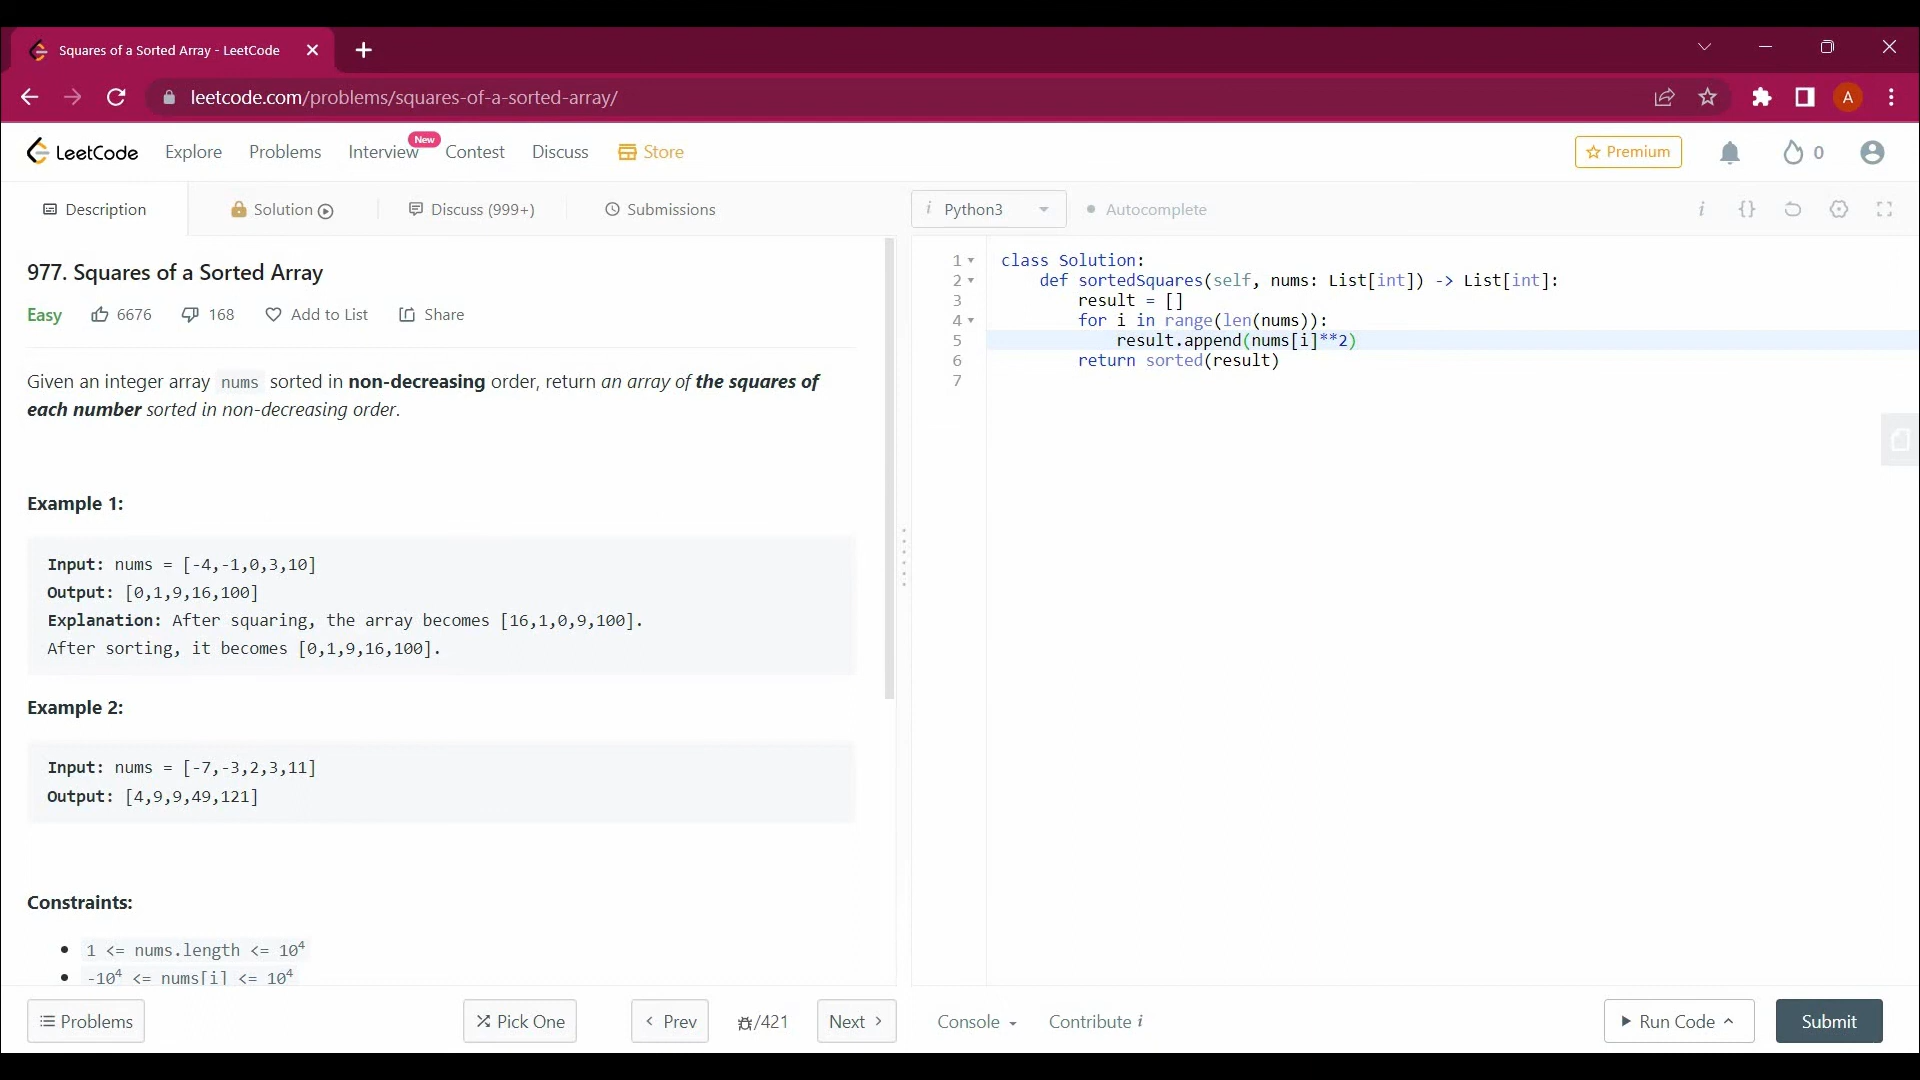 Squares of a Sorted Array - LeetCode
leetcode.com/problems/squares-of-a-sorted-array/
A
LeetCode Explore Problems Interview New Contest Discuss Store
Premium 0
Description Solution Discuss (999+) Submissions
i Python3 Autocomplete i {}
977. Squares of a Sorted Array
Easy 6676 168 Add to List Share
Given an integer array nums sorted in non-decreasing order, return an array of the squares of
each number sorted in non-decreasing order.
Example 1:
Input: nums = [-4,-1,0,3,10]
Output: [0,1,9,16,100]
Explanation: After squaring, the array becomes [16,1,0,9,100].
After sorting, it becomes [0,1,9,16,100].
Example 2:
Input: nums = [-7,-3,2,3,11]
Output: [4,9,9,49,121]
Constraints:
1 <= nums.length <= 10⁴
-10⁴ <= nums[i] <= 10⁴
1 class Solution:
2 def sortedSquares(self, nums: List[int]) -> List[int]:
3 result = []
4 for i in range(len(nums)):
5 result.append(nums[i]**2)
6 return sorted(result)
7
Problems Pick One Prev /421 Next Console Contribute i Run Code Submit